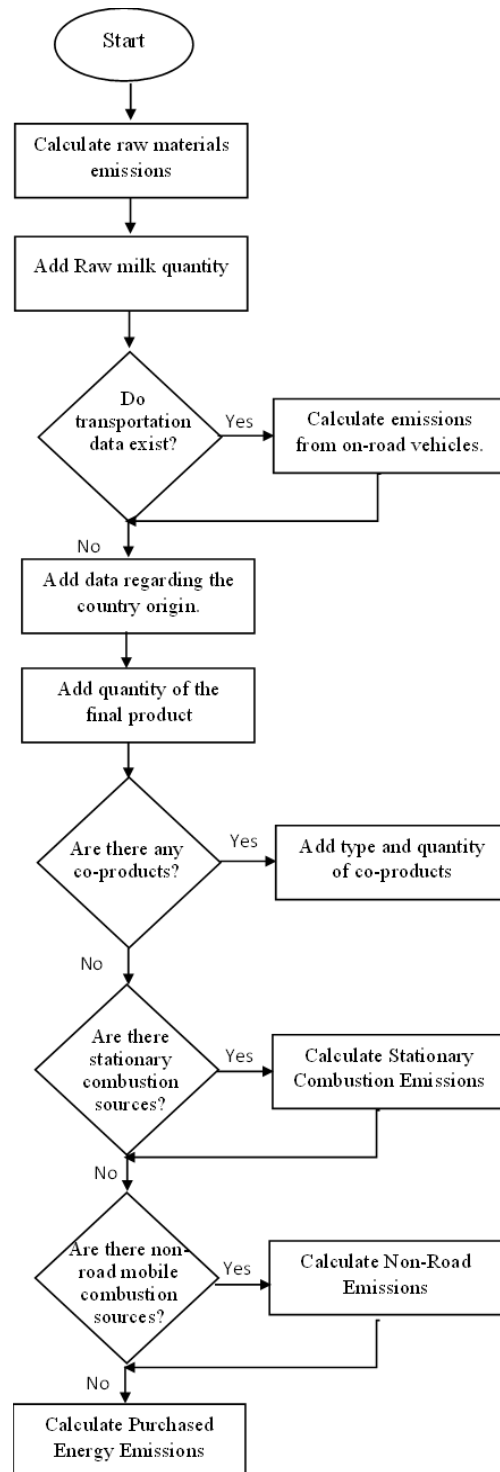 Start
Calculate raw materials
emissions
Add Raw milk quantity
Do
transportation
data exist?
Yes
Calculate emissions
from on-road vehicles.
No
Add data regarding the
country origin.
Add quantity of the
final product
Are there any
co-products?
Yes
Add type and quantity
of co-products
No
Are there
stationary
combustion
sources?
Yes
Calculate Stationary
Combustion Emissions
No
Are there non-
road mobile
combustion
sources?
Yes
Calculate Non-Road
Emissions
No
Calculate Purchased
Energy Emissions